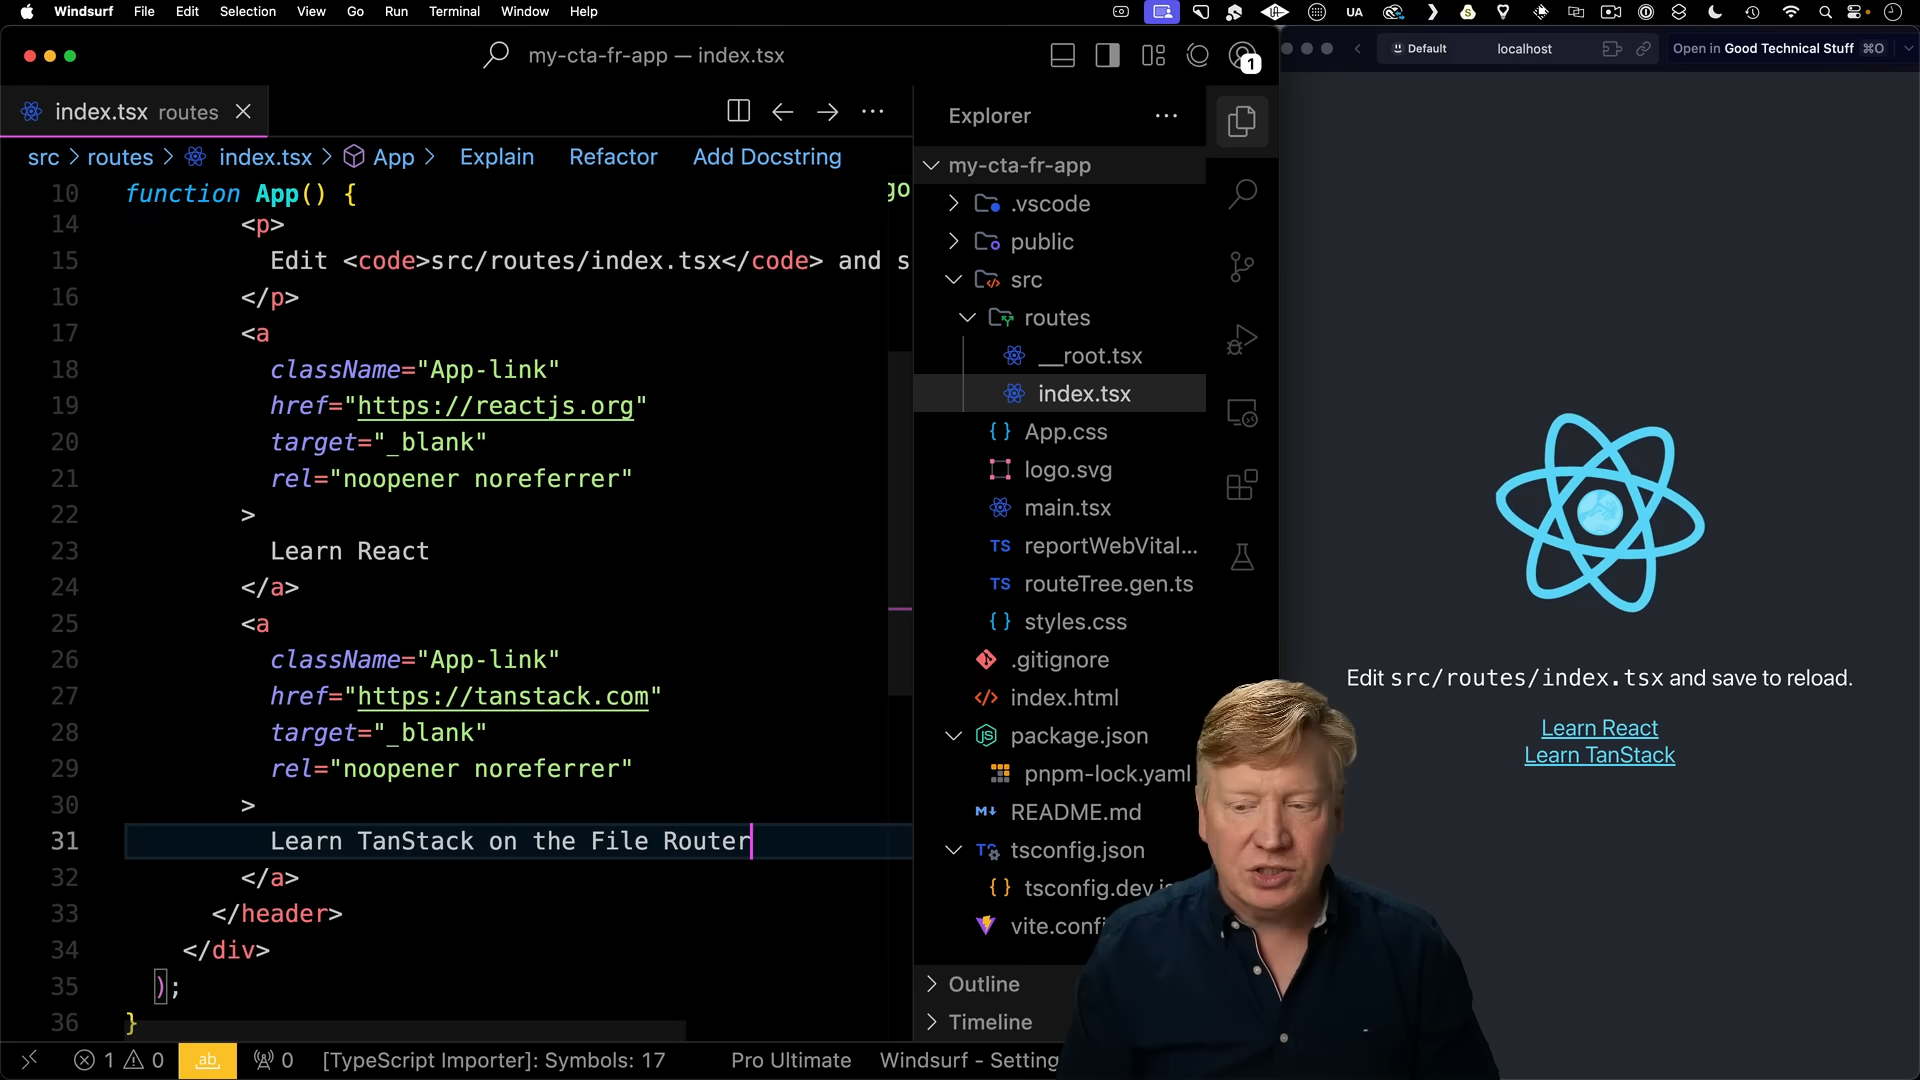 Windsurf File Edit Selection View Go Run Terminal Window Help
UA
my-cta-fr-app — index.tsx
1
Default
localhost
Open in Good Technical Stuff ⌘O
index.tsx routes
Explorer
src > routes > index.tsx > App > Explain Refactor Add Docstring
my-cta-fr-app
.vscode
public
src
routes
__root.tsx
index.tsx
App.css
logo.svg
main.tsx
TS reportWebVital...
TS routeTree.gen.ts
styles.css
.gitignore
index.html
package.json
pnpm-lock.yaml
README.md
tsconfig.json
vite.confi
Outline
Timeline
10 function App() {
14 <p>
15 Edit <code>src/routes/index.tsx</code> and s
16 </p>
17 <a
18 className="App-link"
19 href="https://reactjs.org"
20 target="_blank"
21 rel="noopener noreferrer"
22 >
23 Learn React
24 </a>
25 <a
26 className="App-link"
27 href="https://tanstack.com"
28 target="_blank"
29 rel="noopener noreferrer"
30 >
31 Learn TanStack on the File Router
32 </a>
33 </header>
34 </div>
35 );
36 }
Edit src/routes/index.tsx and save to reload.
Learn React
Learn TanStack
1 0 ab 0 [TypeScript Importer]: Symbols: 17 Pro Ultimate Windsurf - Setting